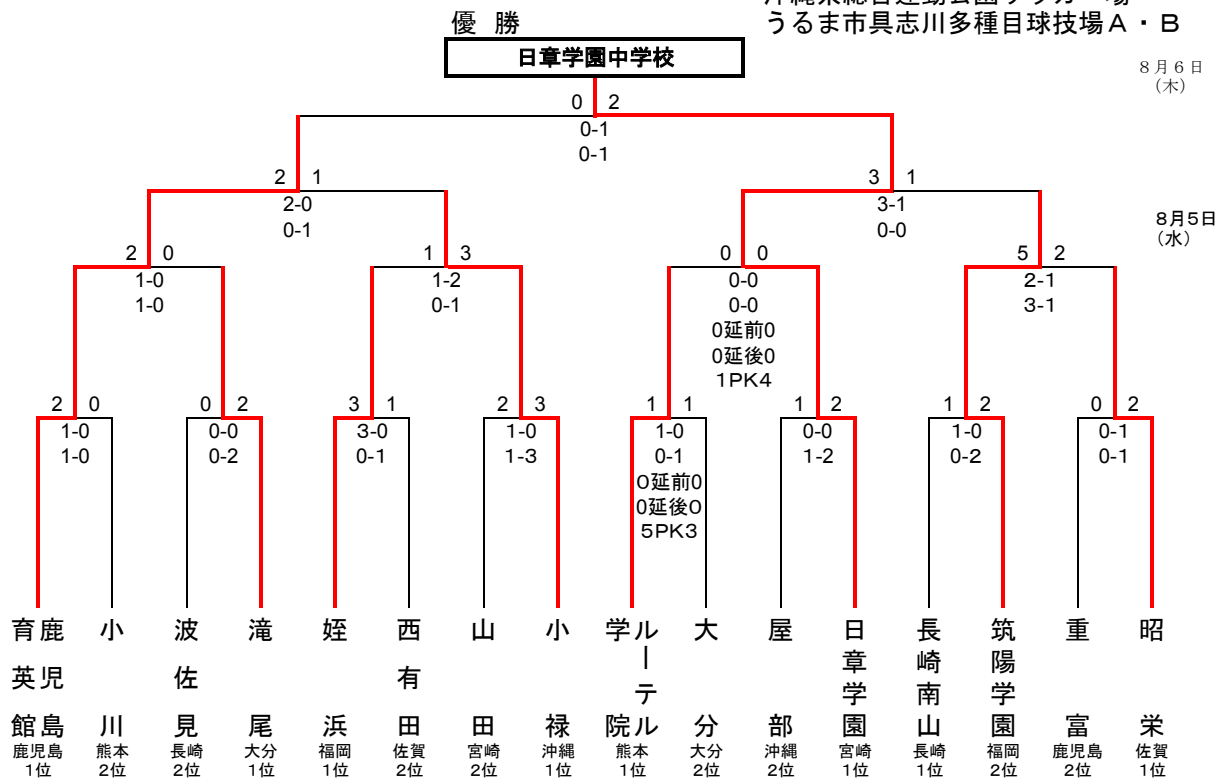 優 勝
うるま市具志川多種目球技場A・B
日章学園中学校
8月6日
(木)
0 2
0-1
0-1
2 1
2-0
0-1
3 1
3-1
0-0
8月5日
(水)
2 0
1-0
1-0
1 3
1-2
0-1
0 0
0-0
0-0
0延前0
0延後0
1PK4
5 2
2-1
3-1
2 0
1-0
1-0
0 2
0-0
0-2
3 1
3-0
0-1
2 3
1-0
1-3
1 1
1-0
0-1
0延前0
0延後0
5PK3
1 2
0-0
1-2
1 2
1-0
0-2
0 2
0-1
0-1
鹿児島育英館
鹿児島
1位
小川
熊本
2位
波佐見
長崎
2位
滝尾
大分
1位
姪浜
福岡
1位
西有田
佐賀
2位
山田
宮崎
2位
小禄
沖縄
1位
ルーテル学院
熊本
1位
大分
大分
2位
屋部
沖縄
2位
日章学園
宮崎
1位
長崎南山
長崎
1位
筑陽学園
福岡
2位
重富
鹿児島
2位
昭栄
佐賀
1位